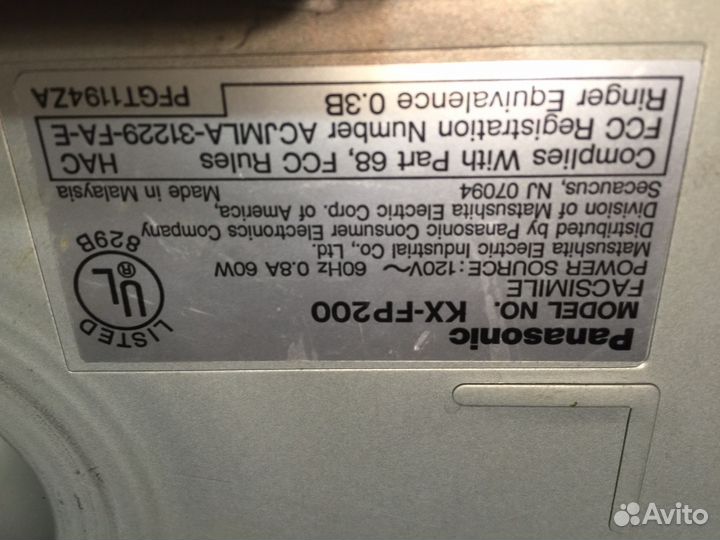 Panasonic
MODEL NO. KX-FP200
FACSIMILE
POWER SOURCE: 120V~ 60Hz 0.8A 60W
Matsushita Electric Industrial Co., Ltd.
Distributed by Panasonic Consumer Electronics Company
Division of Matsushita Electric Corp. of America,
Secaucus, NJ 07094 Made in Malaysia
Complies With Part 68, FCC Rules HAC
FCC Registration Number ACJMLA-31229-FA-E
Ringer Equivalence 0.3B
PFGT1194ZA
LISTED
UL ®
829B
Avito